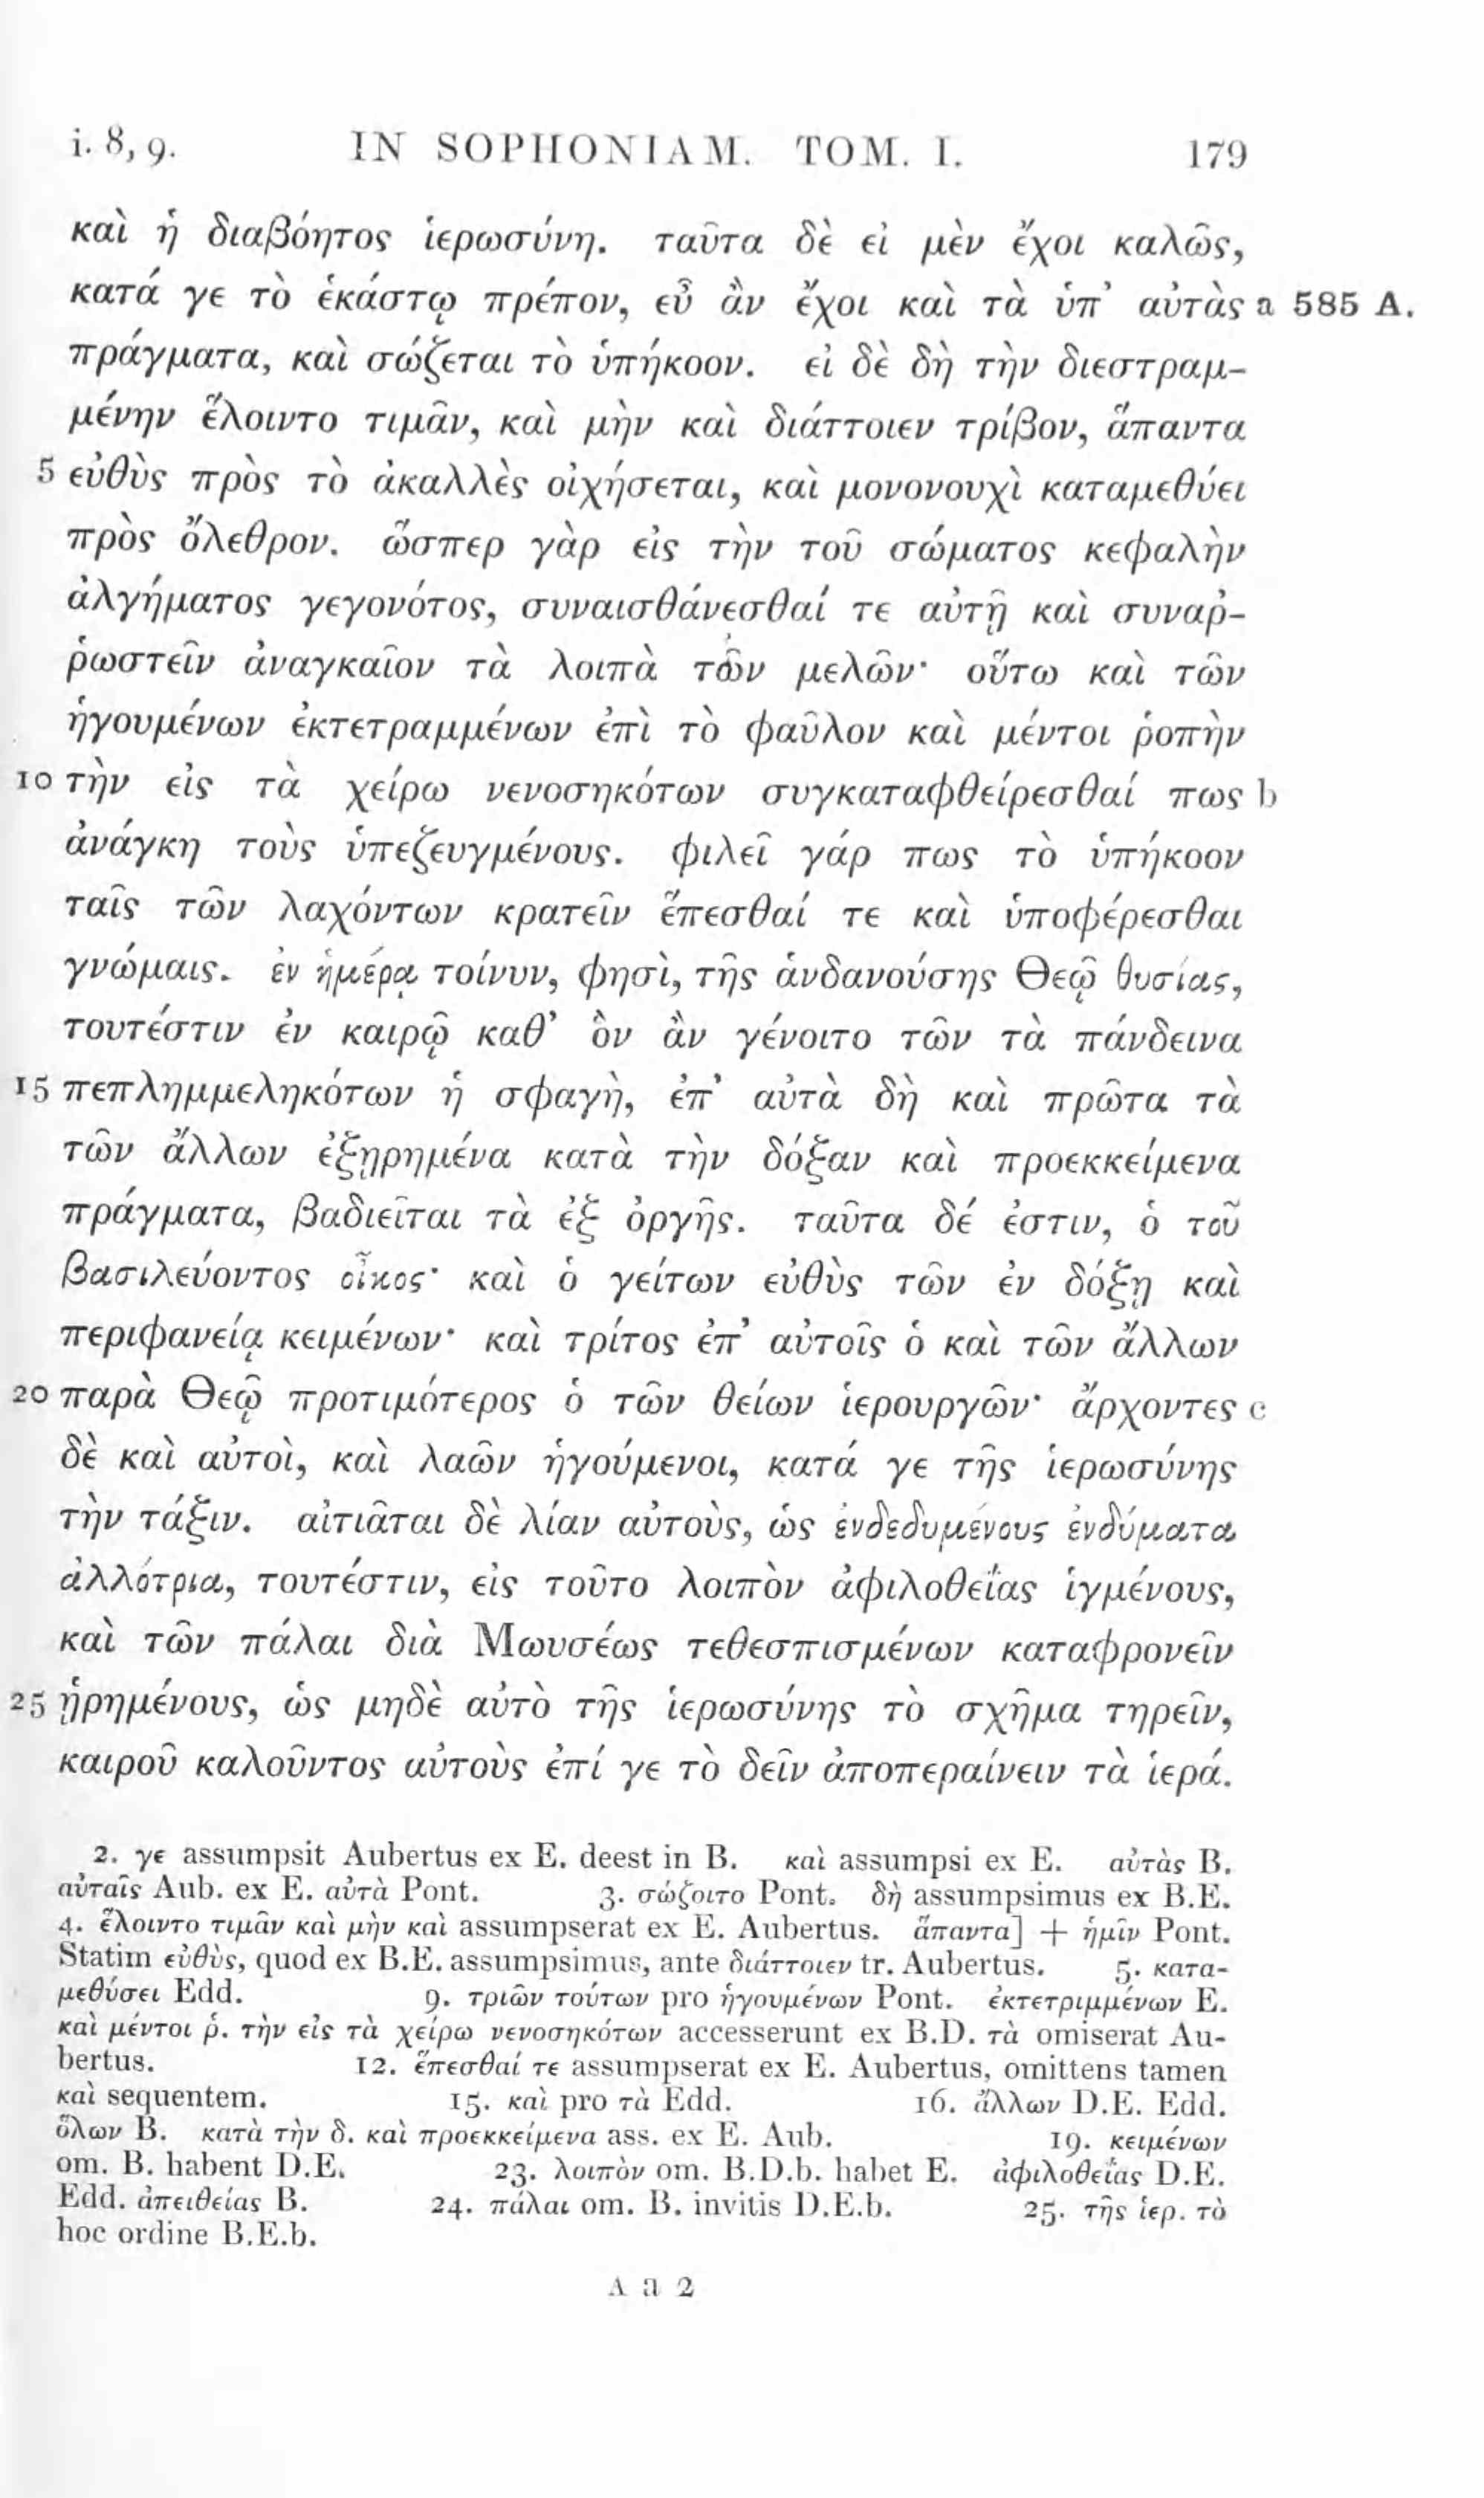 i. 8, 9. IN SOPHONIAM. TOM. I. 179
καὶ ἡ διαβόητος ἱερωσύνη. ταῦτα δὲ εἰ μὲν ἔχοι καλῶς,
κατά γε τὸ ἑκάστῳ πρέπον, εὖ ἂν ἔχοι καὶ τὰ ὑπ' αὐτὰς a 585 A.
πράγματα, καὶ σώζεται τὸ ὑπήκοον. εἰ δὲ δὴ τὴν διεστραμ-
μένην ἕλοιντο τιμᾶν, καὶ μὴν καὶ διάττοιεν τρίβον, ἅπαντα
5 εὐθὺς πρὸς τὸ ἀκαλλὲς οἰχήσεται, καὶ μονονουχὶ καταμεθύει
πρὸς ὄλεθρον. ὥσπερ γὰρ εἰς τὴν τοῦ σώματος κεφαλὴν
ἀλγήματος γεγονότος, συναισθάνεσθαί τε αὐτῇ καὶ συναρ-
ῥωστεῖν ἀναγκαῖον τὰ λοιπὰ τῶν μελῶν· οὕτω καὶ τῶν
ἡγουμένων ἐκτετραμμένων ἐπὶ τὸ φαῦλον καὶ μέντοι ῥοπὴν
10 τὴν εἰς τὰ χείρω νενοσηκότων συγκαταφθείρεσθαί πως b
ἀνάγκη τοὺς ὑπεζευγμένους. φιλεῖ γάρ πως τὸ ὑπήκοον
ταῖς τῶν λαχόντων κρατεῖν ἕπεσθαί τε καὶ ὑποφέρεσθαι
γνώμαις. ἐν ἡμέρᾳ τοίνυν, φησὶ, τῆς ἁνδανούσης Θεῷ θυσίας,
τουτέστιν ἐν καιρῷ καθ' ὃν ἂν γένοιτο τῶν τὰ πάνδεινα
15 πεπλημμεληκότων ἡ σφαγὴ, ἐπ' αὐτὰ δὴ καὶ πρῶτα τὰ
τῶν ἄλλων ἐξῃρημένα κατὰ τὴν δόξαν καὶ προεκκείμενα
πράγματα, βαδιεῖται τὰ ἐξ ὀργῆς. ταῦτα δέ ἐστιν, ὁ τοῦ
βασιλεύοντος οἶκος· καὶ ὁ γείτων εὐθὺς τῶν ἐν δόξῃ καὶ
περιφανείᾳ κειμένων· καὶ τρίτος ἐπ' αὐτοῖς ὁ καὶ τῶν ἄλλων
20 παρὰ Θεῷ προτιμότερος ὁ τῶν θείων ἱερουργῶν· ἄρχοντες c
δὲ καὶ αὐτοὶ, καὶ λαῶν ἡγούμενοι, κατά γε τῆς ἱερωσύνης
τὴν τάξιν. αἰτιᾶται δὲ λίαν αὐτοὺς, ὡς ἐνδεδυμένους ἐνδύματα
ἀλλότρια, τουτέστιν, εἰς τοῦτο λοιπὸν ἀφιλοθεΐας ἱγμένους,
καὶ τῶν πάλαι διὰ Μωυσέως τεθεσπισμένων καταφρονεῖν
25 ᾑρημένους, ὡς μηδὲ αὐτὸ τῆς ἱερωσύνης τὸ σχῆμα τηρεῖν,
καιροῦ καλοῦντος αὐτοὺς ἐπί γε τὸ δεῖν ἀποπεραίνειν τὰ ἱερά.
2. γε assumpsit Aubertus ex E. deest in B. καὶ assumpsi ex E. αὐτὰς B.
αὐταῖς Aub. ex E. αὐτὰ Pont. 3. σώζοιτο Pont. δὴ assumpsimus ex B.E.
4. ἕλοιντο τιμᾶν καὶ μὴν καὶ assumpserat ex E. Aubertus. ἅπαντα] + ἡμῖν Pont.
Statim εὐθὺς, quod ex B.E. assumpsimus, ante διάττοιεν tr. Aubertus. 5. κατα-
μεθύσει Edd. 9. τριῶν τούτων pro ἡγουμένων Pont. ἐκτετριμμένων E.
καὶ μέντοι ῥ. τὴν εἰς τὰ χείρω νενοσηκότων accesserunt ex B.D. τὰ omiserat Au-
bertus. 12. ἕπεσθαί τε assumpserat ex E. Aubertus, omittens tamen
καὶ sequentem. 15. καὶ pro τὰ Edd. 16. ἄλλων D.E. Edd.
ὅλων B. κατὰ τὴν δ. καὶ προεκκείμενα ass. ex E. Aub. 19. κειμένων
om. B. habent D.E. 23. λοιπὸν om. B.D.b. habet E. ἀφιλοθεΐας D.E.
Edd. ἀπειθείας B. 24. πάλαι om. B. invitis D.E.b. 25. τῆς ἱερ. τὸ
hoc ordine B.E.b.
A a 2